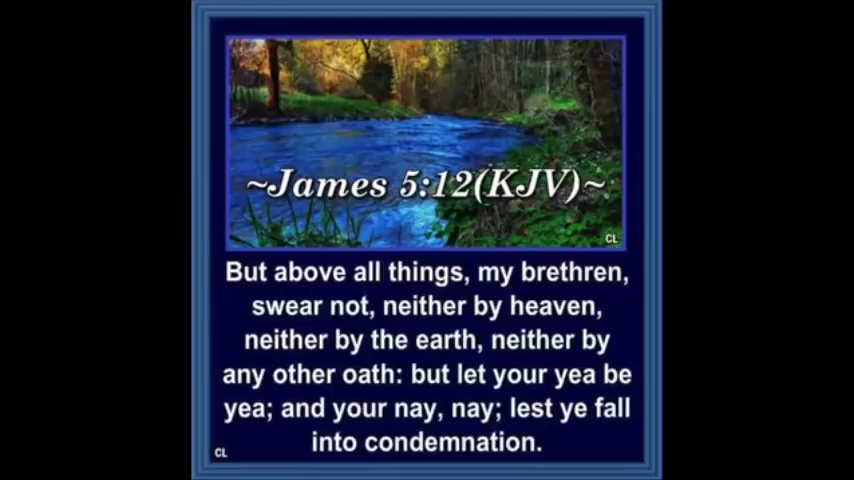 ~James 5:12(KJV)~
CL
But above all things, my brethren,
swear not, neither by heaven,
neither by the earth, neither by
any other oath: but let your yea be
yea; and your nay, nay; lest ye fall
into condemnation.
CL